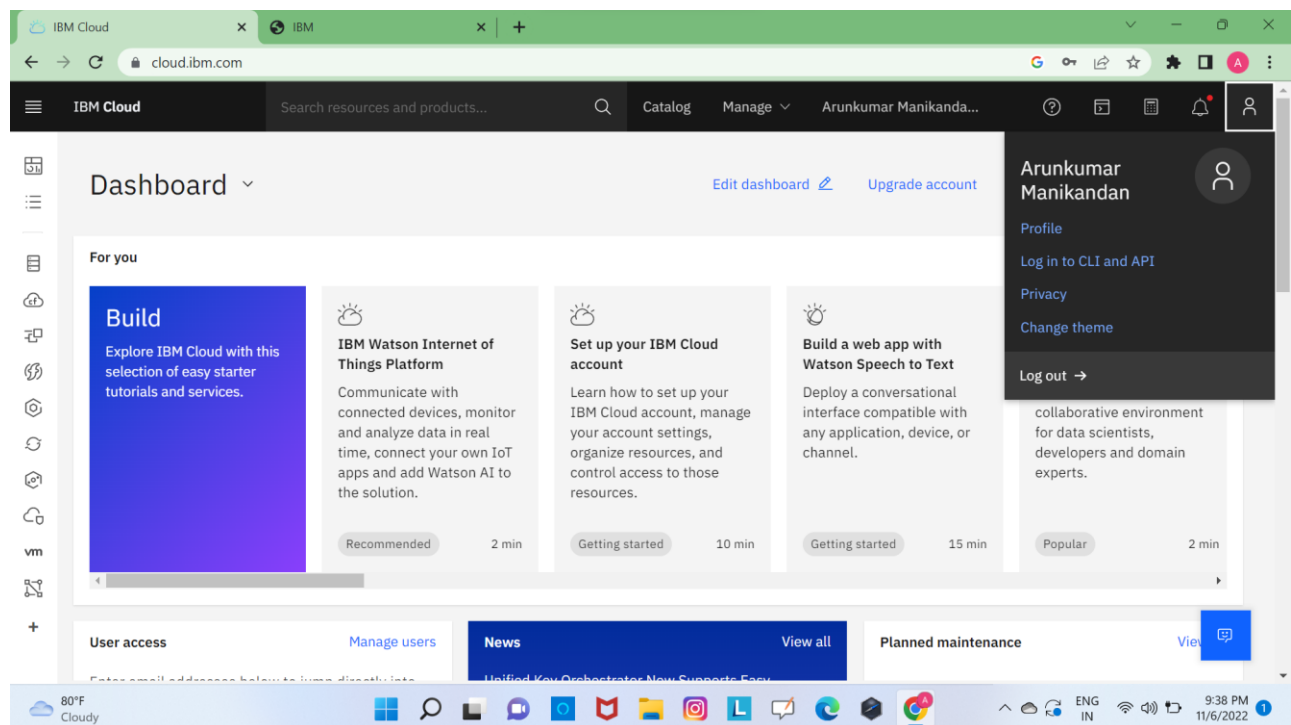 IBM Cloud
IBM
cloud.ibm.com
G
A
IBM Cloud
Search resources and products...
Catalog
Manage
Arunkumar Manikanda...
Dashboard
Edit dashboard
Upgrade account
Arunkumar
Manikandan
Profile
Log in to CLI and API
Privacy
Change theme
Log out →
For you
Build
Explore IBM Cloud with this
selection of easy starter
tutorials and services.
IBM Watson Internet of
Things Platform
Communicate with
connected devices, monitor
and analyze data in real
time, connect your own IoT
apps and add Watson AI to
the solution.
Recommended
2 min
Set up your IBM Cloud
account
Learn how to set up your
IBM Cloud account, manage
your account settings,
organize resources, and
control access to those
resources.
Getting started
10 min
Build a web app with
Watson Speech to Text
Deploy a conversational
interface compatible with
any application, device, or
channel.
Getting started
15 min
collaborative environment
for data scientists,
developers and domain
experts.
Popular
2 min
cf
vm
User access
Manage users
News
View all
Planned maintenance
80°F
Cloudy
L
A
ENG
IN
9:38 PM
11/6/2022
1